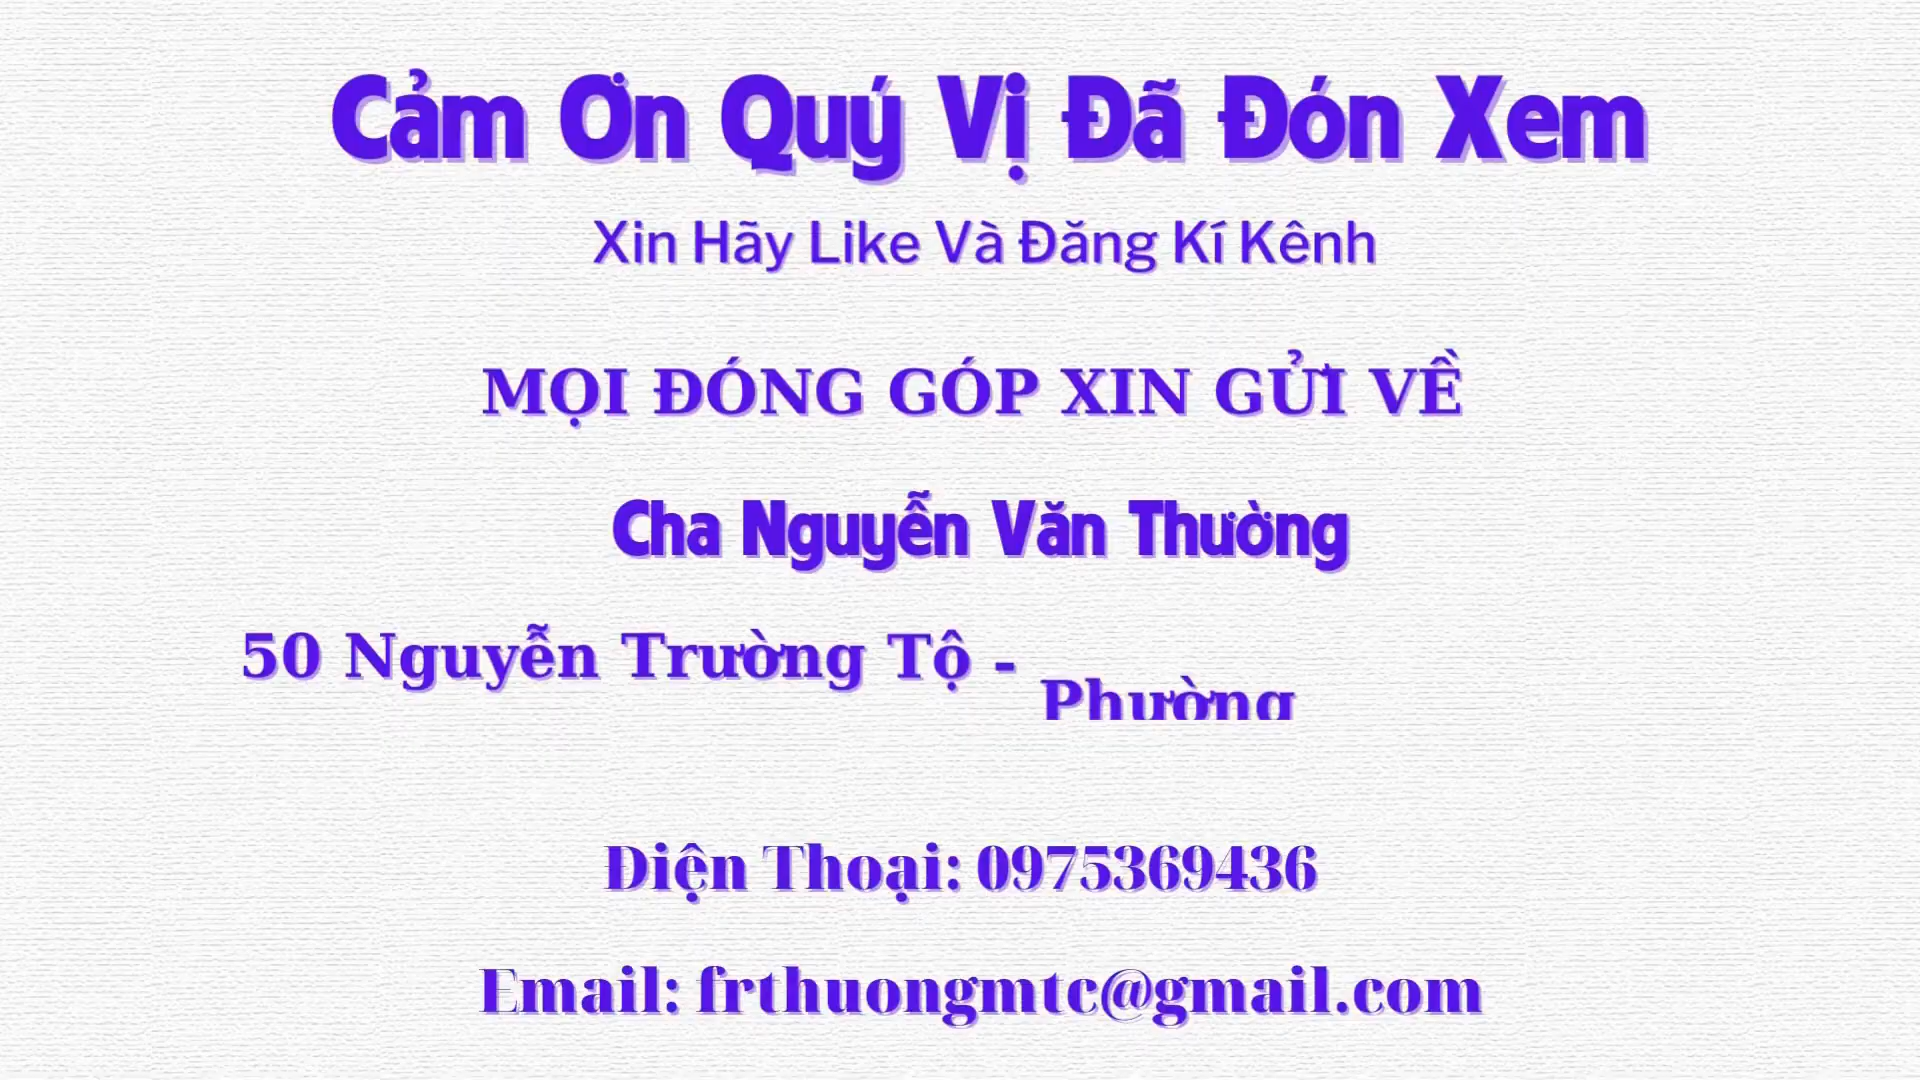 Cảm Ơn Quý Vị Đã Đón Xem
Xin Hãy Like Và Đăng Kí Kênh
MỌI ĐÓNG GÓP XIN GỬI VỀ
Cha Nguyễn Văn Thường
50 Nguyễn Trường Tộ - Phường
Điện Thoại: 0975369436
Email: frthuongmtc@gmail.com